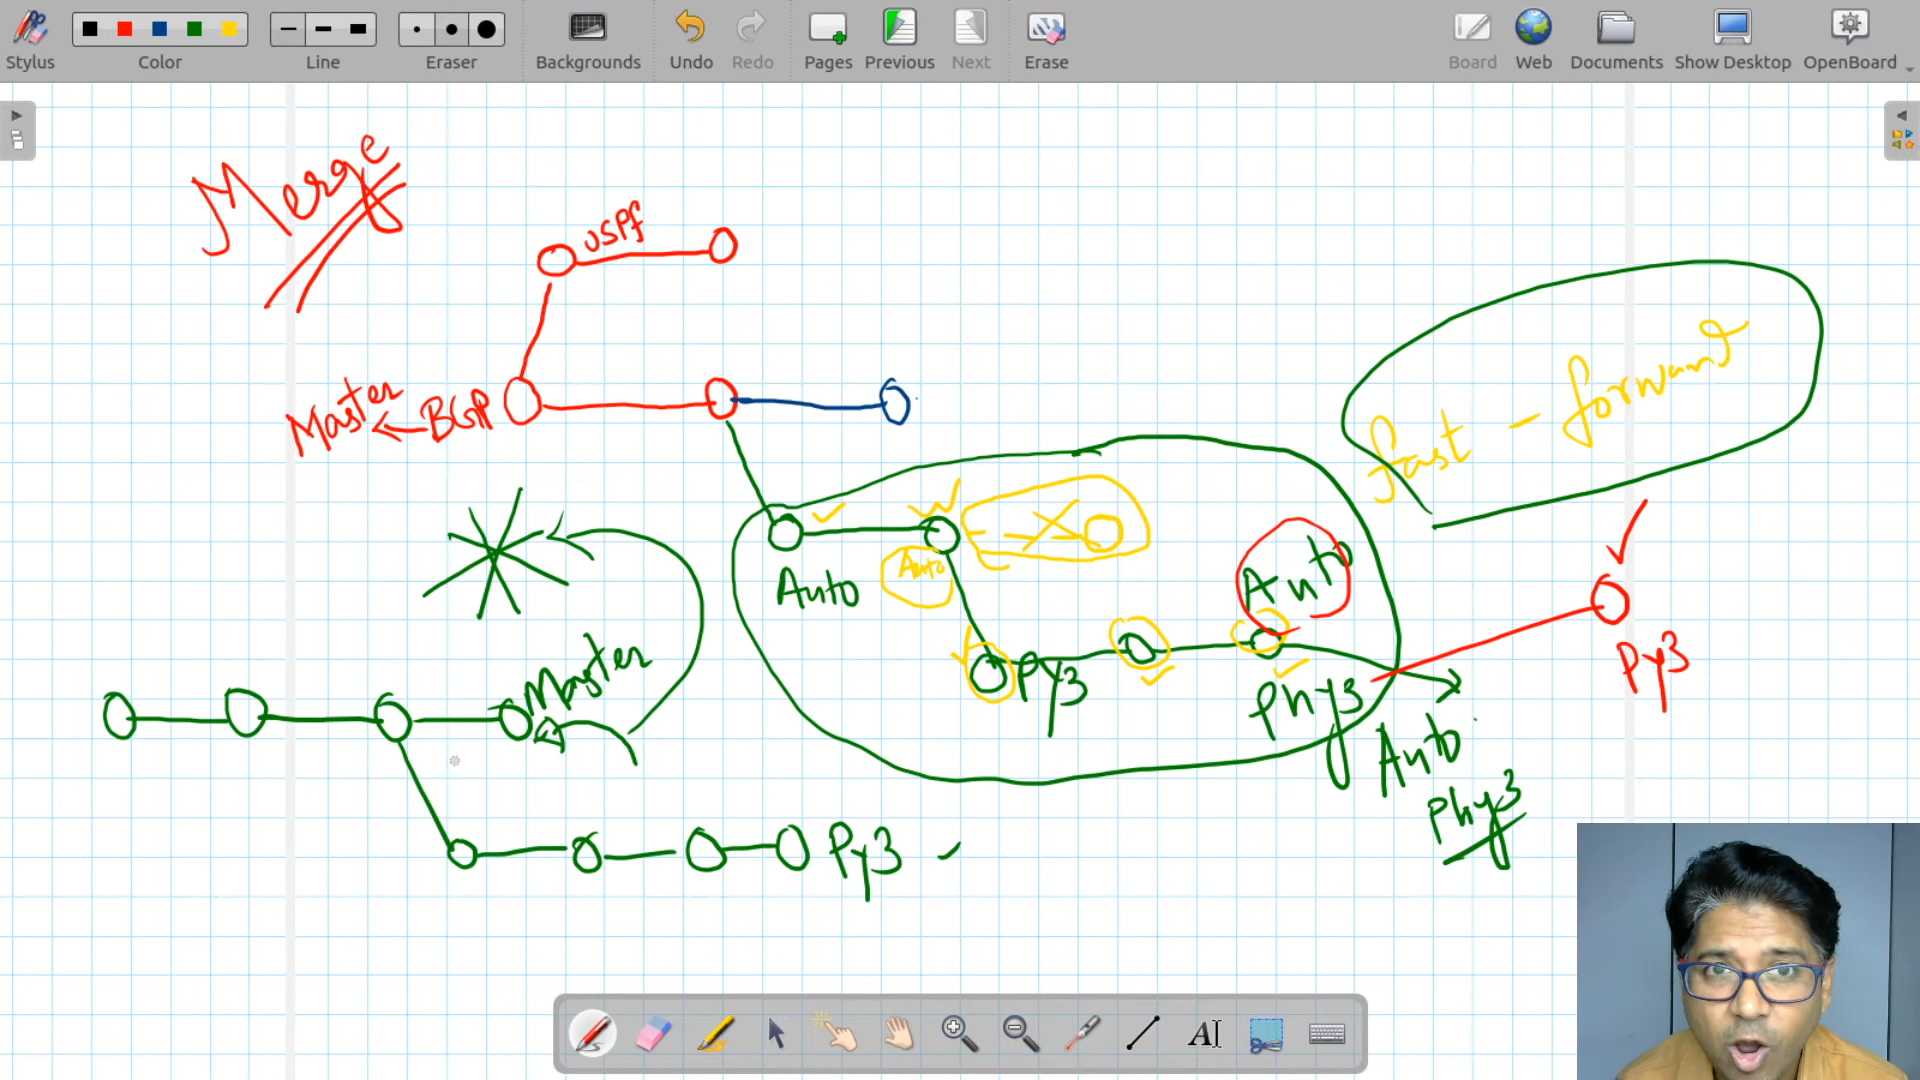 Stylus
Color
Line
Eraser
Backgrounds
Undo
Redo
Pages
Previous
Next
Erase
Board
Web
Documents
Show Desktop
OpenBoard
Merge
OSPf
Master
BGP
fast - forward
Auto
Auto
Auto
Py3
Phy3
Py3
Master
Auto
Phy3
Py3